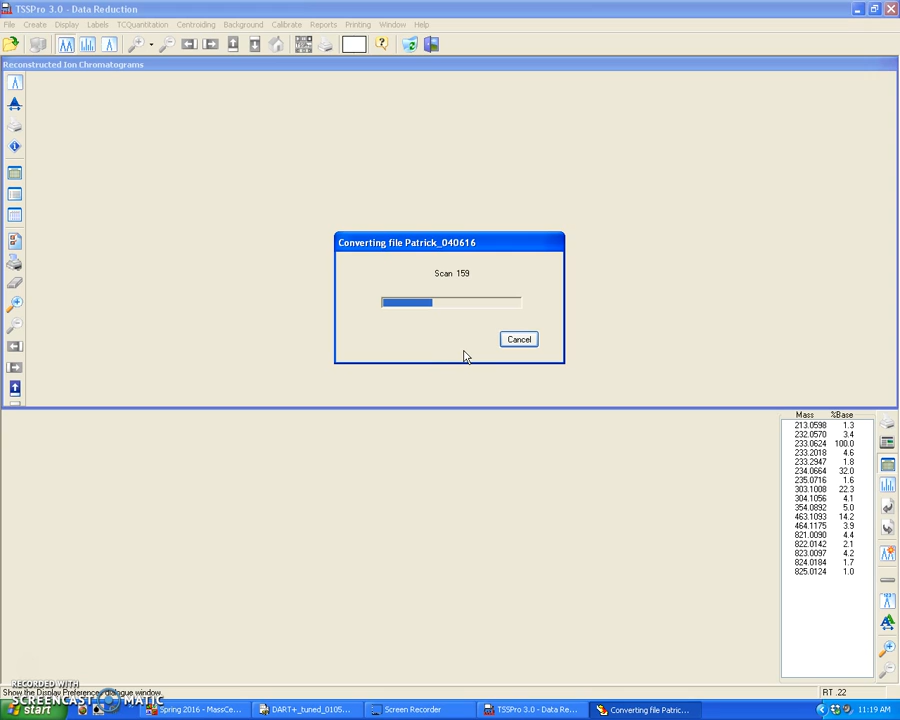 TSSPro 3.0 - Data Reduction
File Create Display Labels TCQuantitation Centroiding Background Calibrate Reports Printing Window Help
Reconstructed Ion Chromatograms
Converting file Patrick_040616
Scan 159
Cancel
Mass %Base
213.0598 1.3
232.0570 3.4
233.0624 100.0
233.2018 4.6
233.2947 1.8
234.0664 32.0
235.0716 1.6
303.1008 22.3
304.1056 4.1
354.0892 5.0
463.1093 14.2
464.1175 3.9
821.0090 4.4
822.0142 2.1
823.0097 4.2
824.0184 1.7
825.0124 1.0
RECORDED WITH
Show the Display Preferences dialogue window.
RT .22
SCREENCAST MATIC
start
Spring 2016 - MassCe...
DART+_tuned_0105...
Screen Recorder
TSSPro 3.0 - Data Re...
Converting file Patric...
11:19 AM